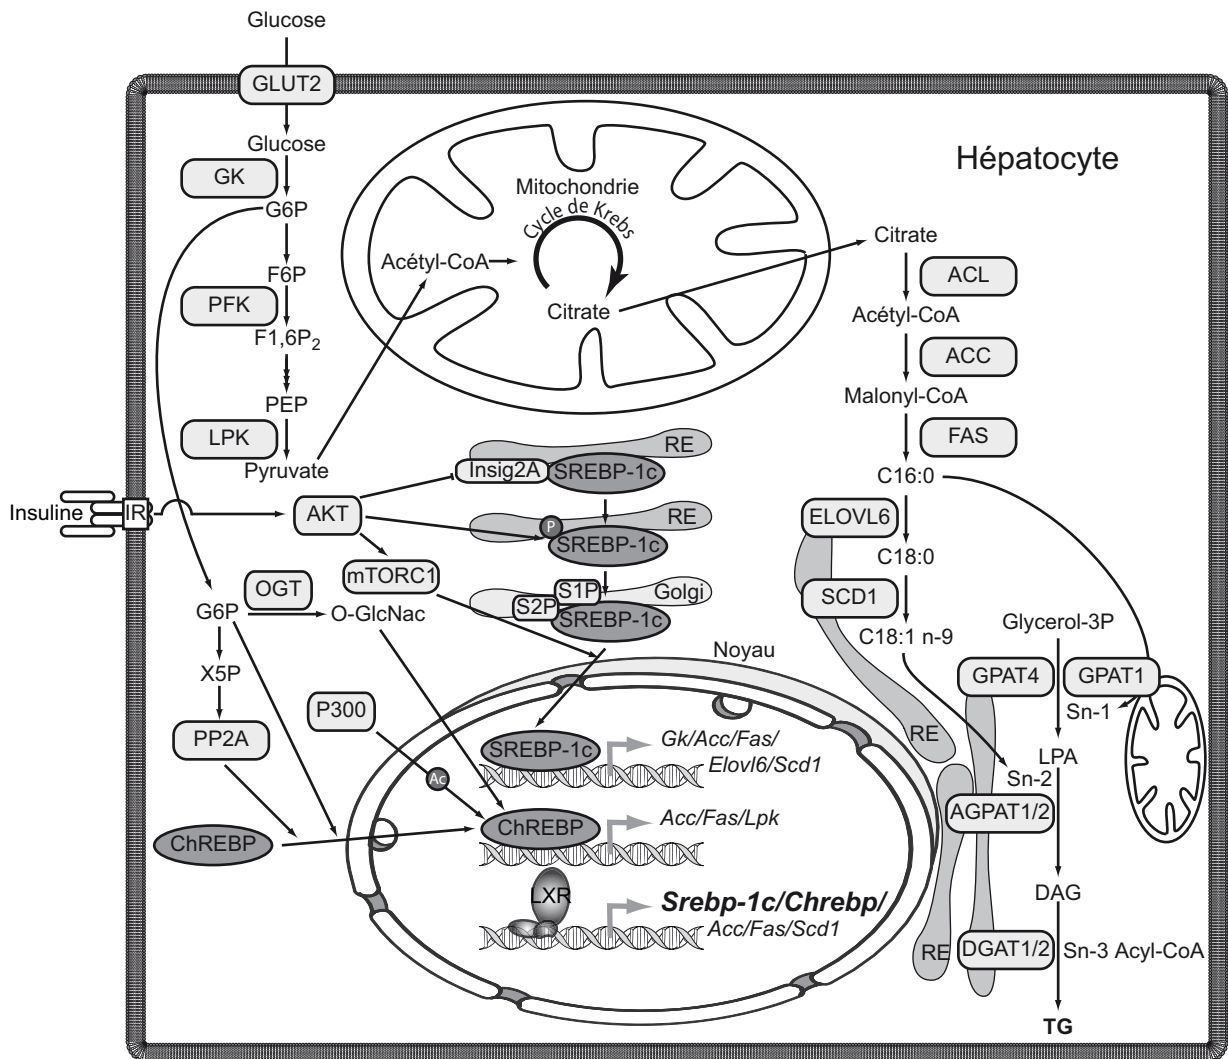 Glucose
GLUT2
Glucose
GK
G6P
F6P
PFK
F1,6P2
PEP
LPK
Pyruvate
Hépatocyte
Mitochondrie
Cycle de Krebs
Acétyl-CoA
Citrate
Citrate
ACL
Acétyl-CoA
ACC
Malonyl-CoA
FAS
C16:0
ELOVL6
C18:0
SCD1
C18:1 n-9
RE
Insig2A
SREBP-1c
Insuline
IR
AKT
RE
P
SREBP-1c
mTORC1
S1P
Golgi
S2P
SREBP-1c
OGT
G6P
O-GlcNac
X5P
PP2A
P300
Ac
ChREBP
Noyau
SREBP-1c
Gk/Acc/Fas/
Elovl6/Scd1
ChREBP
Acc/Fas/Lpk
LXR
Srebp-1c/Chrebp/
Acc/Fas/Scd1
Glycerol-3P
GPAT4
GPAT1
Sn-1
RE
LPA
Sn-2
AGPAT1/2
DAG
RE
DGAT1/2
Sn-3 Acyl-CoA
TG